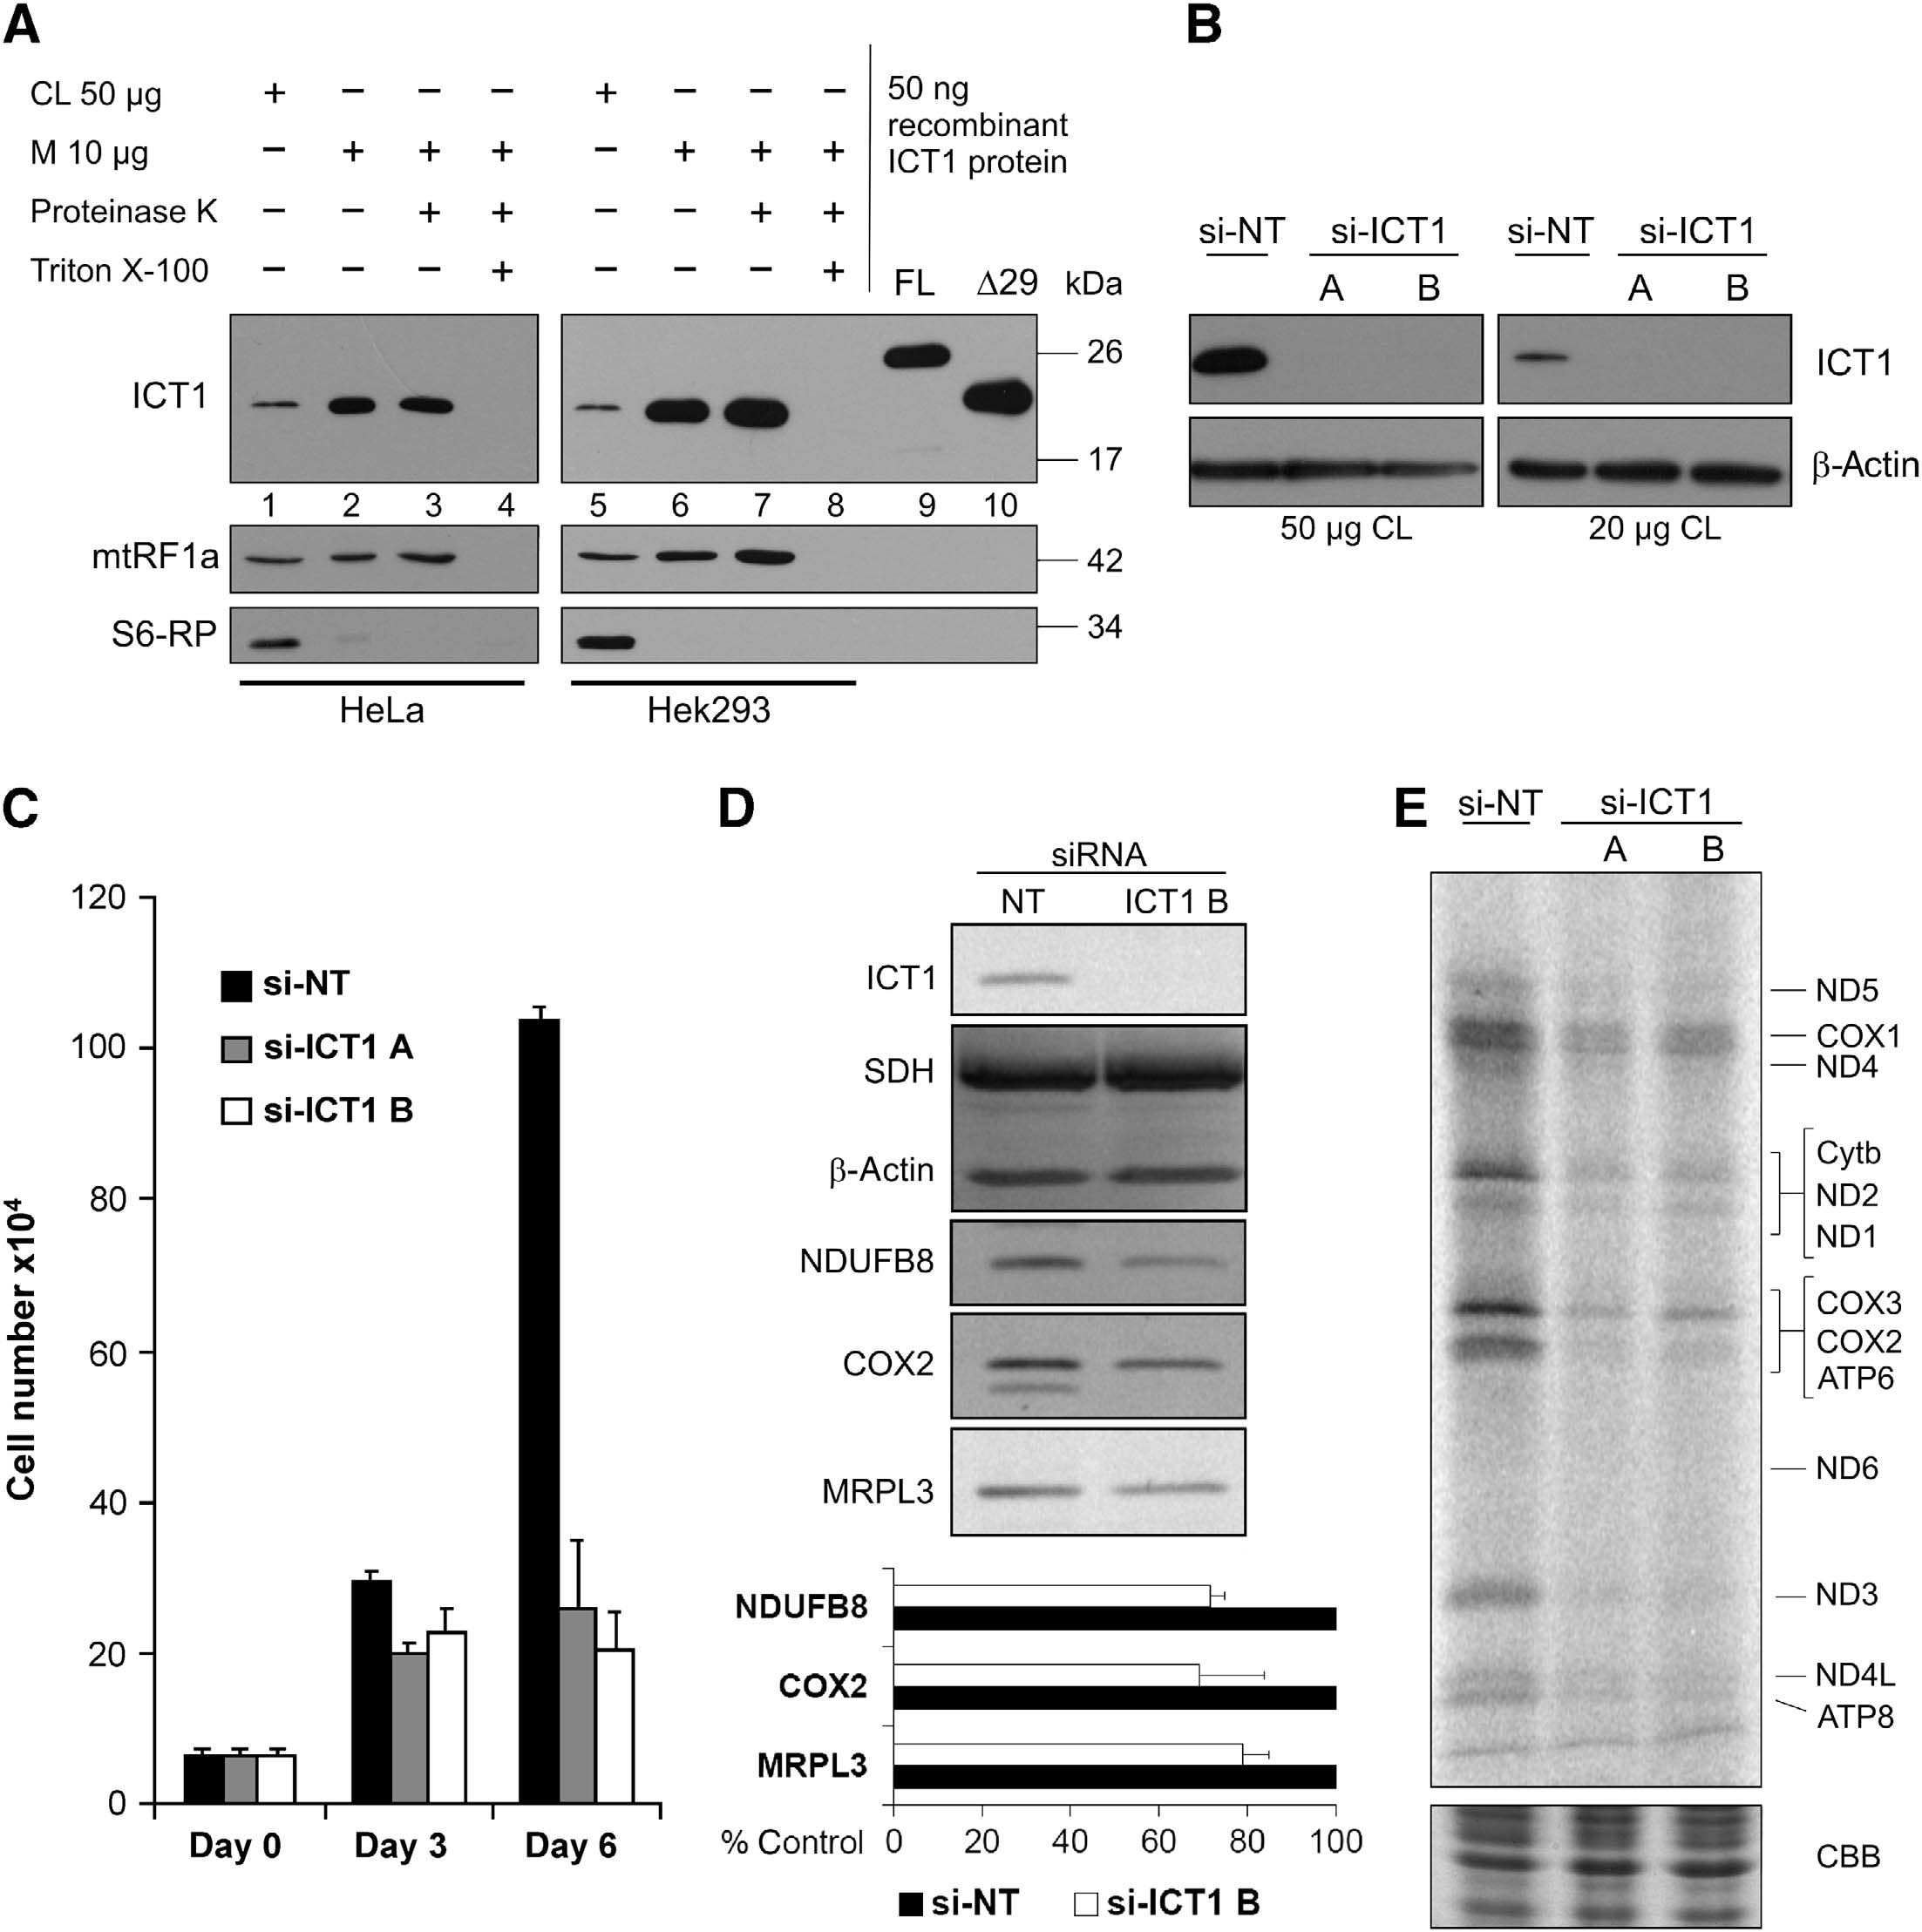 A
CL 50 µg + − − − + − − −
M 10 µg − + + + − + + +
Proteinase K − − + + − − + +
Triton X-100 − − − + − − − +
50 ng
recombinant
ICT1 protein
FL Δ29 kDa
ICT1
26
17
1 2 3 4 5 6 7 8 9 10
mtRF1a
42
S6-RP
34
HeLa Hek293
B
si-NT si-ICT1 si-NT si-ICT1
A B A B
ICT1
β-Actin
50 µg CL 20 µg CL
C
Cell number x10⁴
120
100
80
60
40
20
0
si-NT
si-ICT1 A
si-ICT1 B
Day 0 Day 3 Day 6
D
siRNA
NT ICT1 B
ICT1
SDH
β-Actin
NDUFB8
COX2
MRPL3
NDUFB8
COX2
MRPL3
% Control 0 20 40 60 80 100
si-NT si-ICT1 B
E
si-NT si-ICT1
A B
ND5
COX1
ND4
Cytb
ND2
ND1
COX3
COX2
ATP6
ND6
ND3
ND4L
ATP8
CBB